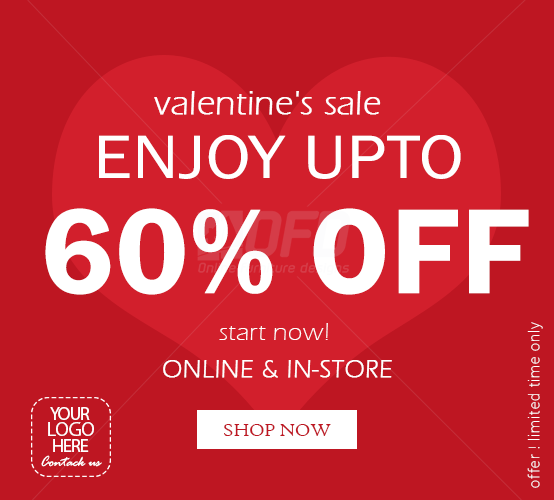 valentine's sale
ENJOY UPTO
60% OFF
start now!
ONLINE & IN-STORE
SHOP NOW
YOUR
LOGO
HERE
Contack us
offer ! limited time only